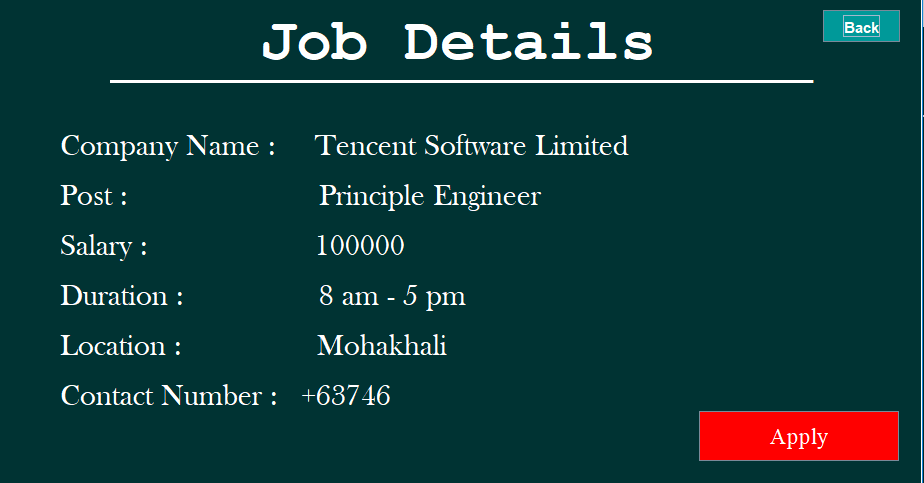 Job Details
Back
Company Name : Tencent Software Limited
Post : Principle Engineer
Salary : 100000
Duration : 8 am - 5 pm
Location : Mohakhali
Contact Number : +63746
Apply